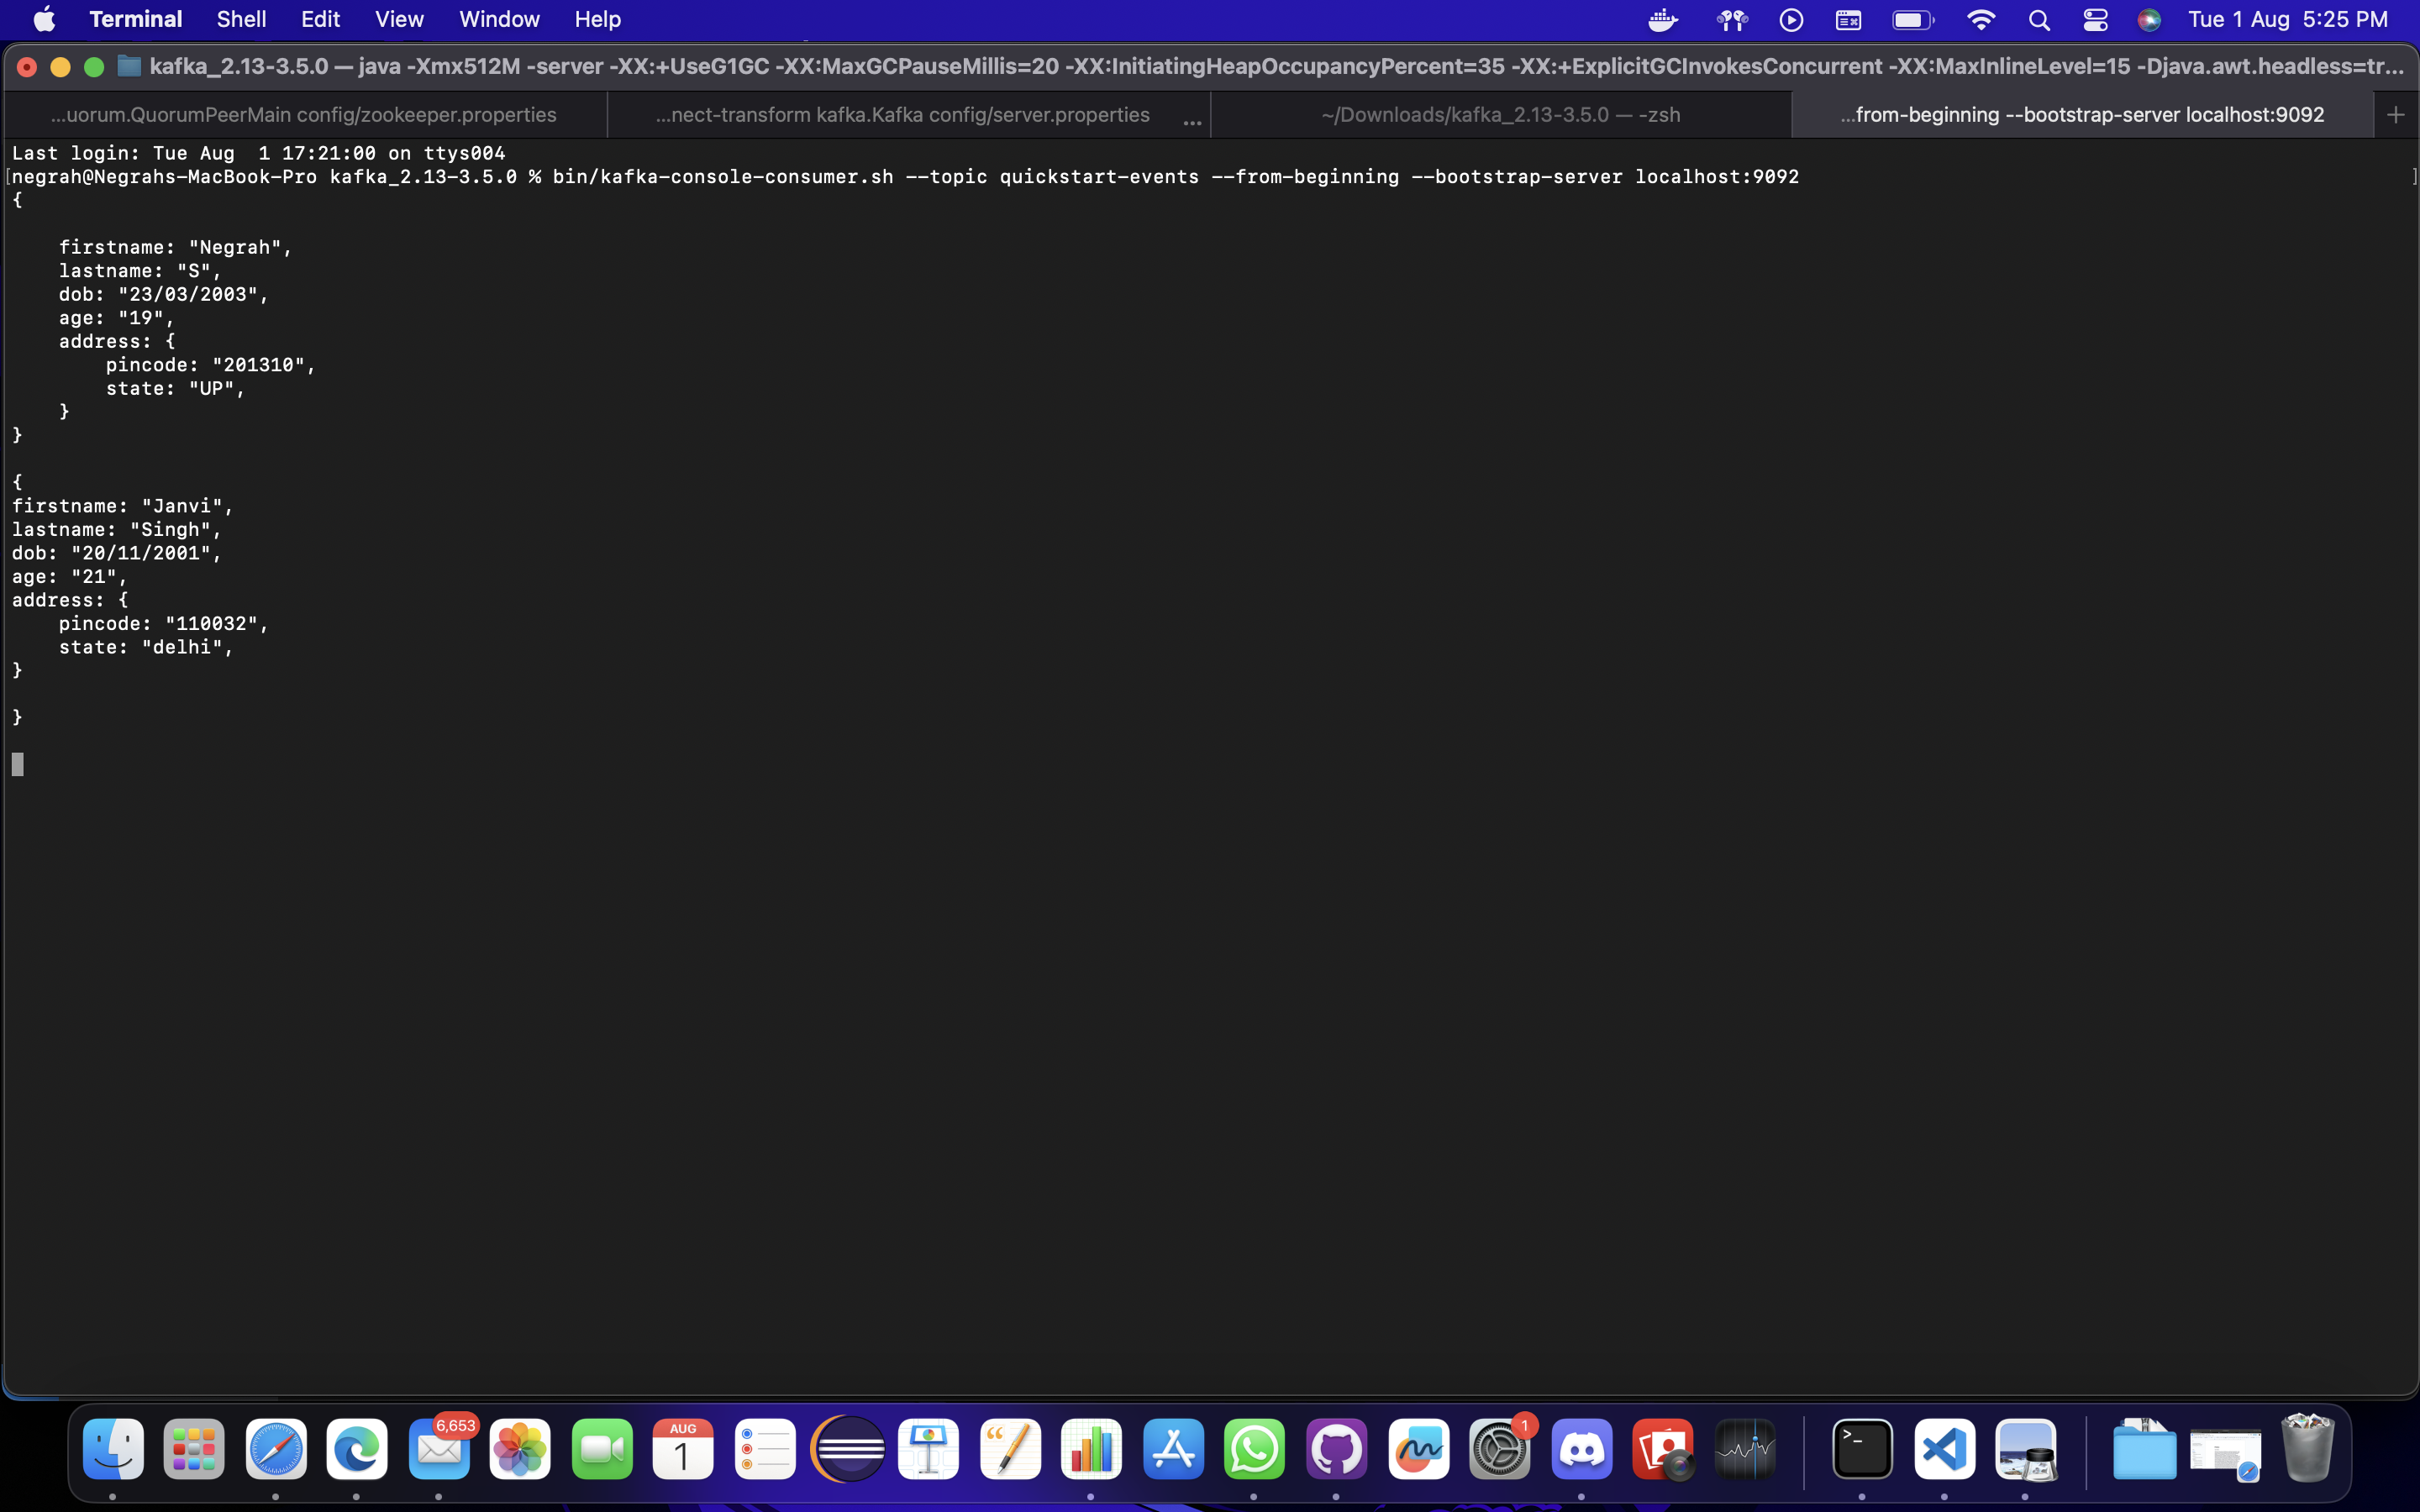 Terminal Shell Edit View Window Help Tue 1 Aug 5:25 PM
kafka_2.13-3.5.0 — java -Xmx512M -server -XX:+UseG1GC -XX:MaxGCPauseMillis=20 -XX:InitiatingHeapOccupancyPercent=35 -XX:+ExplicitGCInvokesConcurrent -XX:MaxInlineLevel=15 -Djava.awt.headless=tr...
...uorum.QuorumPeerMain config/zookeeper.properties ...nect-transform kafka.Kafka config/server.properties ... ~/Downloads/kafka_2.13-3.5.0 — -zsh ...from-beginning --bootstrap-server localhost:9092 +
Last login: Tue Aug  1 17:21:00 on ttys004
[negrah@Negrahs-MacBook-Pro kafka_2.13-3.5.0 % bin/kafka-console-consumer.sh --topic quickstart-events --from-beginning --bootstrap-server localhost:9092 ]
{
    firstname: "Negrah",
    lastname: "S",
    dob: "23/03/2003",
    age: "19",
    address: {
        pincode: "201310",
        state: "UP",
    }
}
{
firstname: "Janvi",
lastname: "Singh",
dob: "20/11/2001",
age: "21",
address: {
    pincode: "110032",
    state: "delhi",
}
}
6,653
AUG
1
1
>_